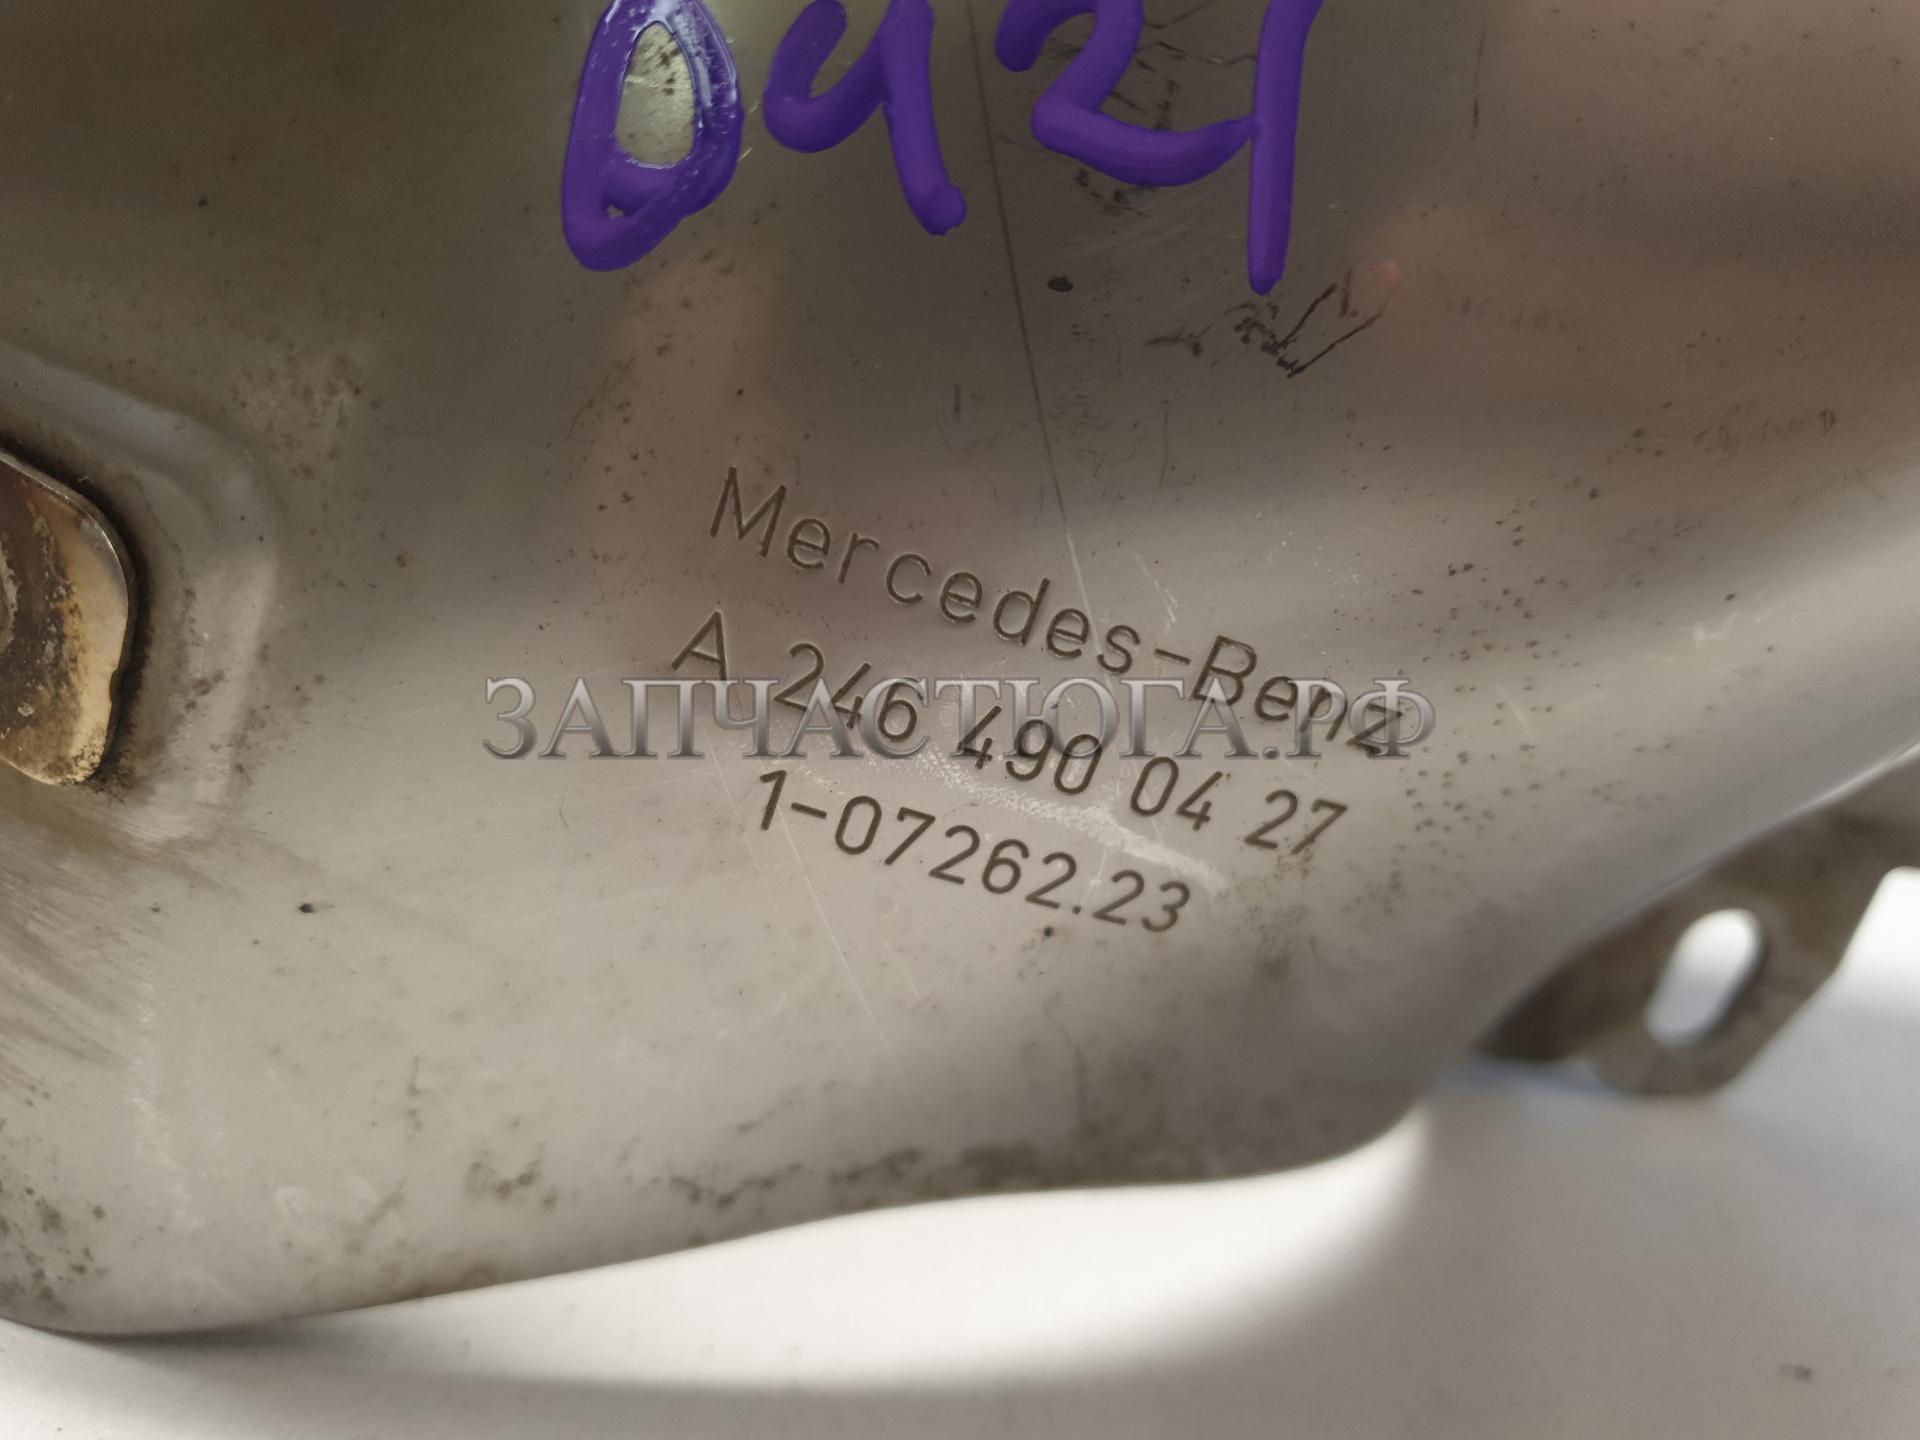 0421
Mercedes-Benz
A 246 490 04 27
ЗАПЧАСТЮГА.РФ
1-07262.23